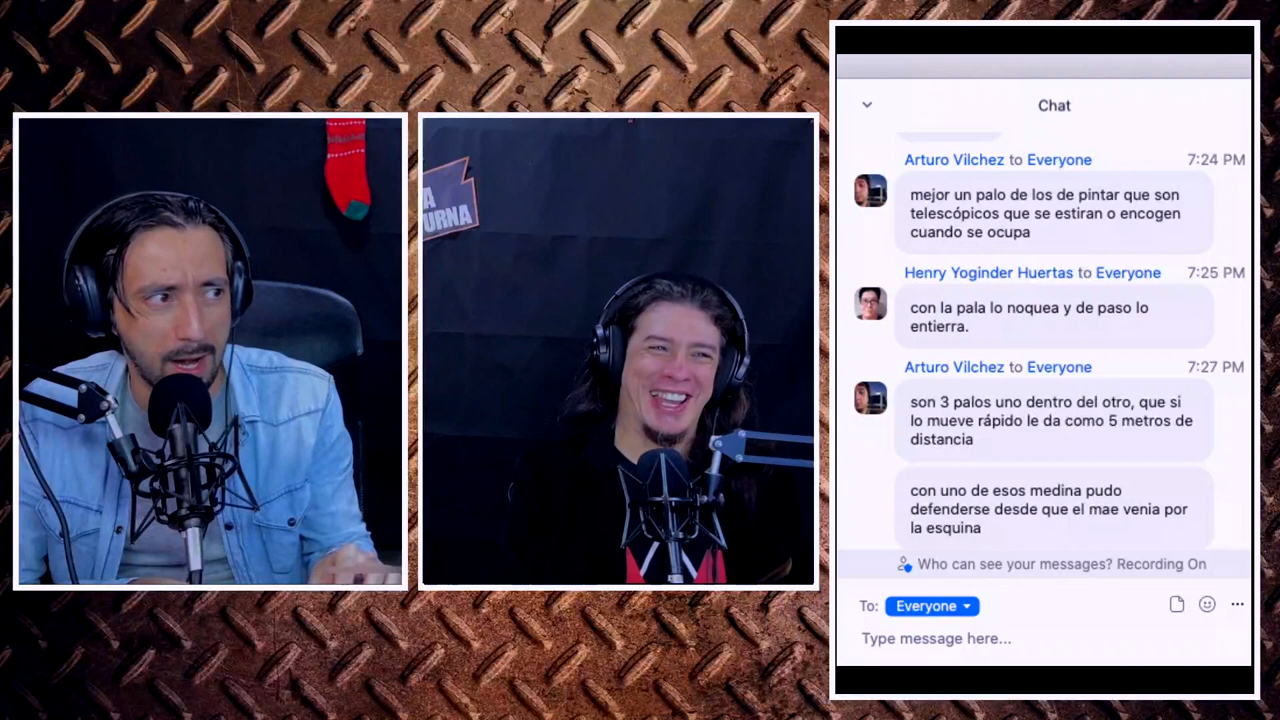 A
URNA
Chat
Arturo Vilchez to Everyone 7:24 PM
mejor un palo de los de pintar que son
telescópicos que se estiran o encogen
cuando se ocupa
Henry Yoginder Huertas to Everyone 7:25 PM
con la pala lo noquea y de paso lo
entierra.
Arturo Vilchez to Everyone 7:27 PM
son 3 palos uno dentro del otro, que si
lo mueve rápido le da como 5 metros de
distancia
con uno de esos medina pudo
defenderse desde que el mae venia por
la esquina
Who can see your messages? Recording On
To: Everyone
Type message here...